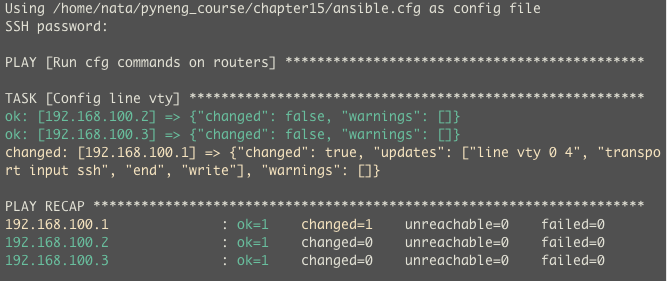 Using /home/nata/pyneng_course/chapter15/ansible.cfg as config file
SSH password:
PLAY [Run cfg commands on routers] *******************************************
TASK [Config line vty] *******************************************************
ok: [192.168.100.2] => {"changed": false, "warnings": []}
ok: [192.168.100.3] => {"changed": false, "warnings": []}
changed: [192.168.100.1] => {"changed": true, "updates": ["line vty 0 4", "transpo
rt input ssh", "end", "write"], "warnings": []}
PLAY RECAP *******************************************************************
192.168.100.1 : ok=1 changed=1 unreachable=0 failed=0
192.168.100.2 : ok=1 changed=0 unreachable=0 failed=0
192.168.100.3 : ok=1 changed=0 unreachable=0 failed=0